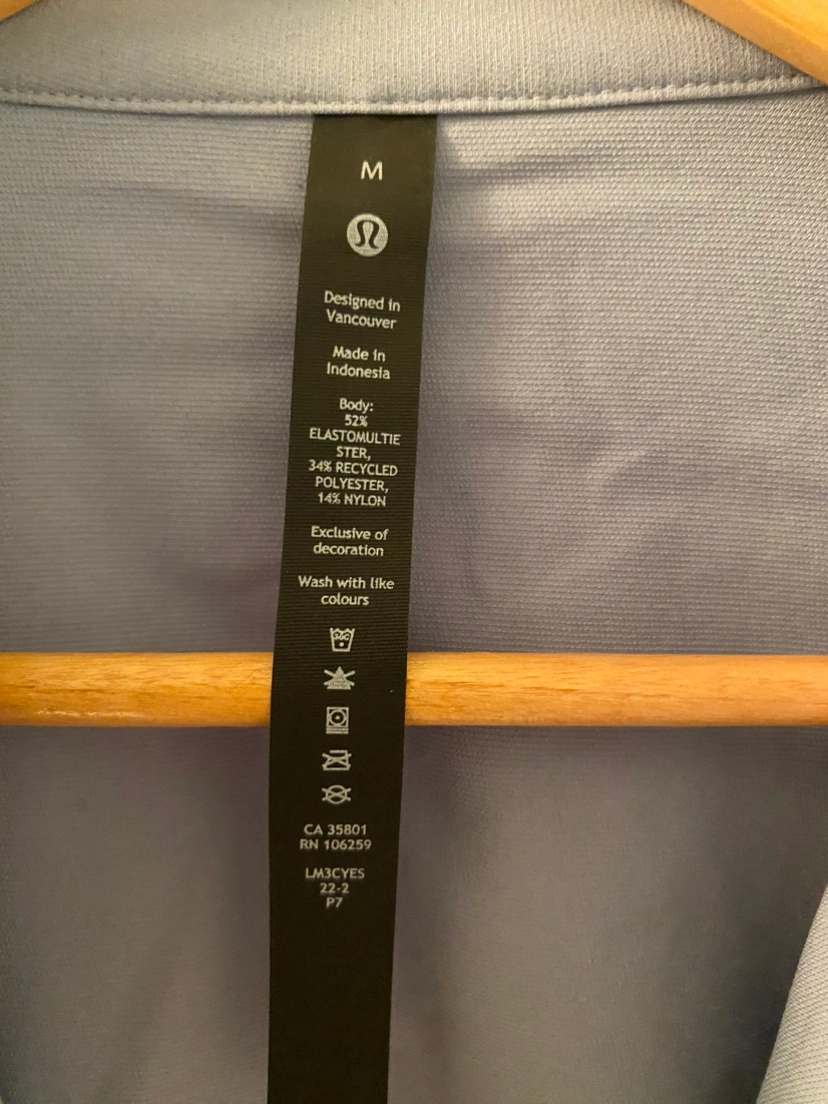 M
Designed in
Vancouver
Made in
Indonesia
Body:
52%
ELASTOMULTIE
STER,
34% RECYCLED
POLYESTER,
14% NYLON
Exclusive of
decoration
Wash with like
colours
30C
CA 35801
RN 106259
LM3CYES
22-2
P7